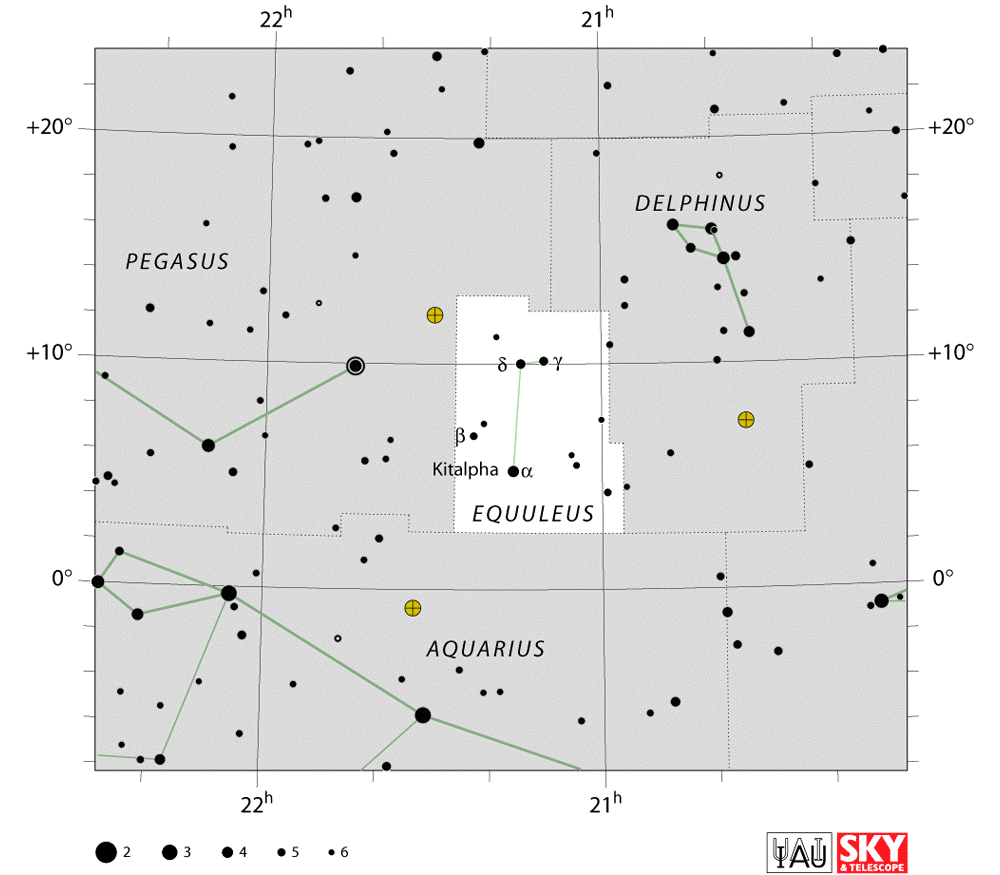 22h 21h
+20° +20°
DELPHINUS
PEGASUS
+10° +10°
δ γ
β
Kitalpha α
EQUULEUS
0° 0°
AQUARIUS
22h 21h
2 3 4 5 6
IAU SKY
& TELESCOPE